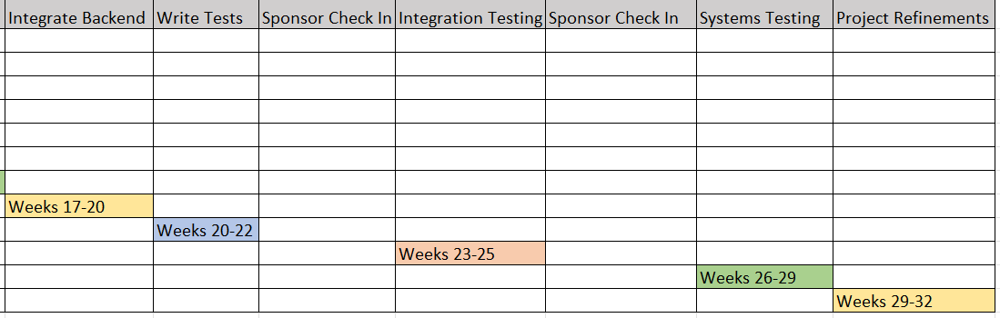 Integrate Backend Write Tests Sponsor Check In Integration Testing Sponsor Check In Systems Testing Project Refinements
Weeks 17-20
Weeks 20-22
Weeks 23-25
Weeks 26-29
Weeks 29-32